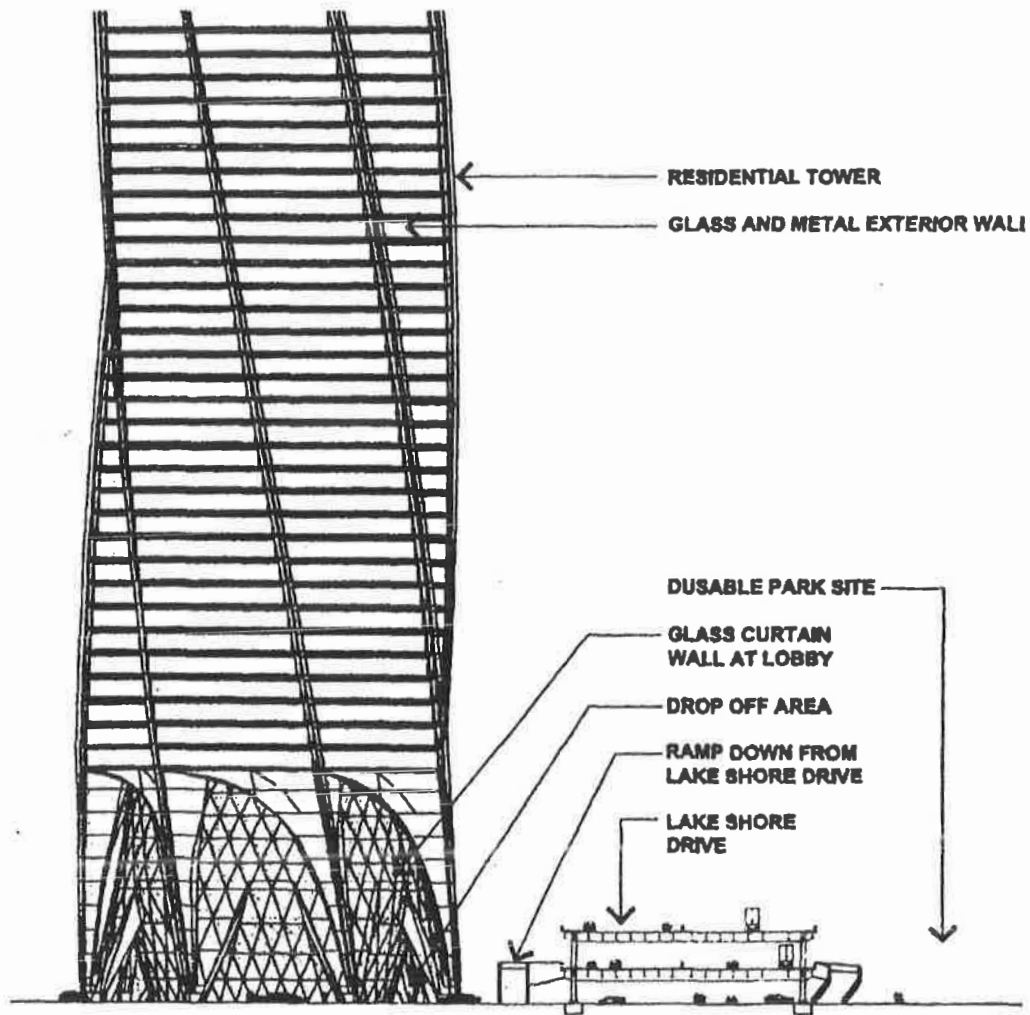 RESIDENTIAL TOWER
GLASS AND METAL EXTERIOR WALL
DUSABLE PARK SITE
GLASS CURTAIN
WALL AT LOBBY
DROP OFF AREA
RAMP DOWN FROM
LAKE SHORE DRIVE
LAKE SHORE
DRIVE